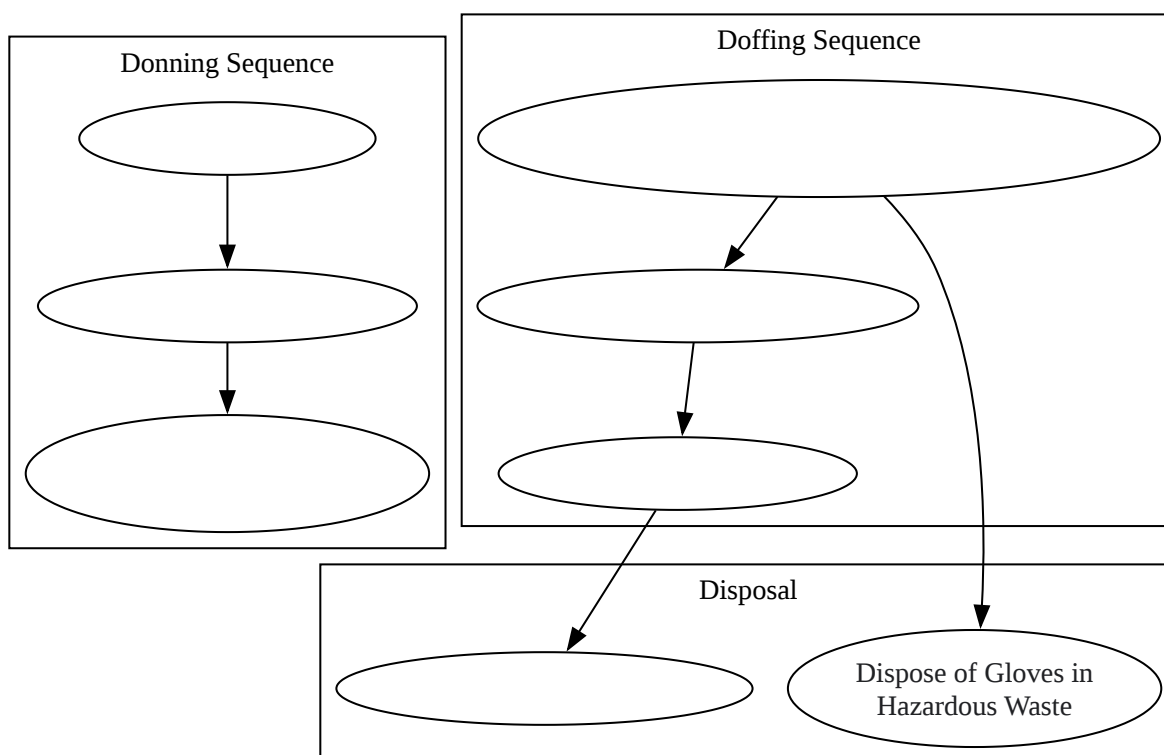 Donning Sequence
Doffing Sequence
Disposal
Dispose of Gloves in
Hazardous Waste